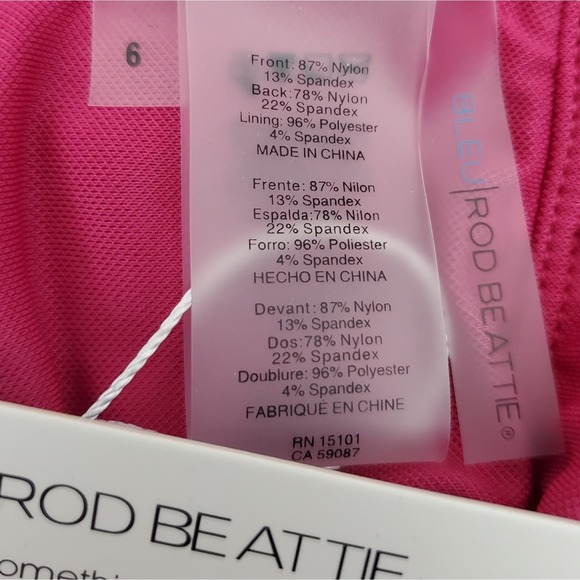 6
Front: 87% Nylon
13% Spandex
Back:78% Nylon
22% Spandex
Lining: 96% Polyester
4% Spandex
MADE IN CHINA
Frente: 87% Nilon
13% Spandex
Espalda:78% Nilon
22% Spandex
Forro: 96% Poliester
4% Spandex
HECHO EN CHINA
Devant: 87% Nylon
13% Spandex
Dos:78% Nylon
22% Spandex
Doublure: 96% Polyester
4% Spandex
FABRIQUÉ EN CHINE
RN 15101
CA 59087
BLEU|ROD BEATTIE®
ROD BEATTIE